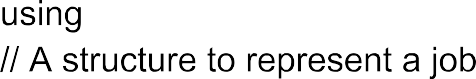 using
// A structure to represent a job